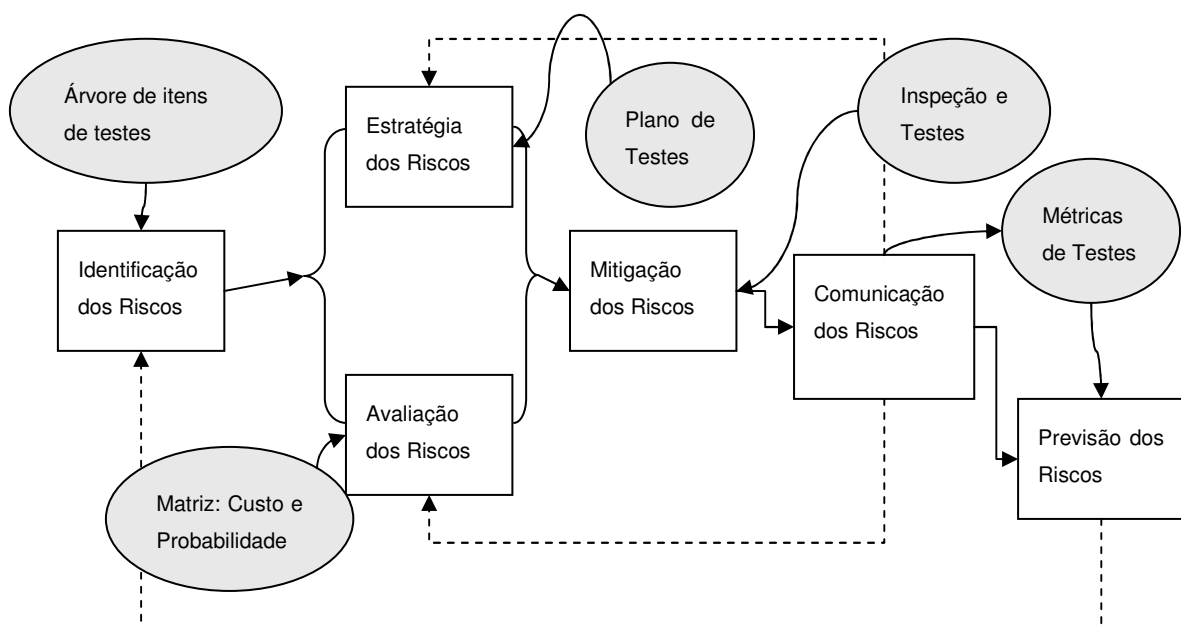 Árvore de itens
de testes
Estratégia
dos Riscos
Plano de
Testes
Inspeção e
Testes
Métricas
de Testes
Identificação
dos Riscos
Mitigação
dos Riscos
Comunicação
dos Riscos
Avaliação
dos Riscos
Previsão dos
Riscos
Matriz: Custo e
Probabilidade